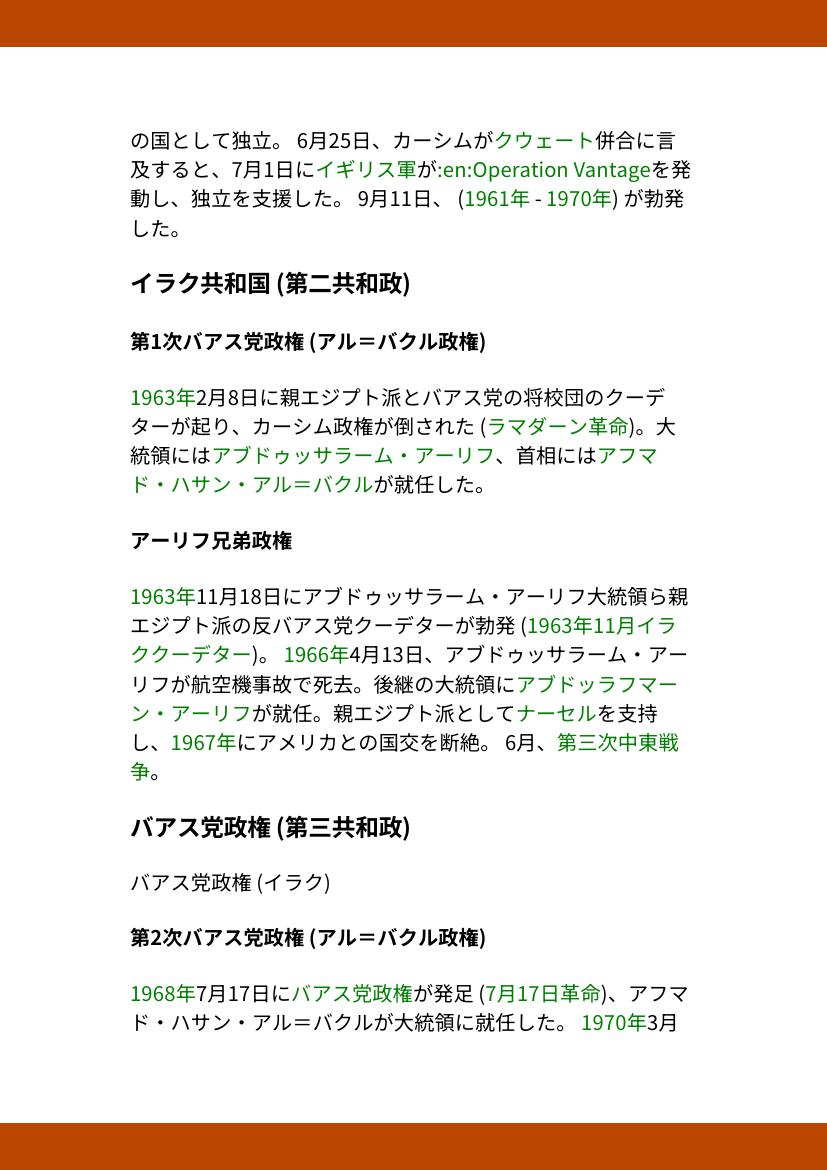 の国として独立。 6月25日、カーシムがクウェート併合に言
及すると、7月1日にイギリス軍が:en:Operation Vantageを発
動し、独立を支援した。 9月11日、 (1961年 - 1970年) が勃発
した。
イラク共和国 (第二共和政)
第1次バアス党政権 (アル＝バクル政権)
1963年2月8日に親エジプト派とバアス党の将校団のクーデ
ターが起り、カーシム政権が倒された (ラマダーン革命)。大
統領にはアブドゥッサラーム・アーリフ、首相にはアフマ
ド・ハサン・アル＝バクルが就任した。
アーリフ兄弟政権
1963年11月18日にアブドゥッサラーム・アーリフ大統領ら親
エジプト派の反バアス党クーデターが勃発 (1963年11月イラ
ククーデター)。 1966年4月13日、アブドゥッサラーム・アー
リフが航空機事故で死去。後継の大統領にアブドッラフマー
ン・アーリフが就任。親エジプト派としてナーセルを支持
し、1967年にアメリカとの国交を断絶。 6月、第三次中東戦
争。
バアス党政権 (第三共和政)
バアス党政権 (イラク)
第2次バアス党政権 (アル＝バクル政権)
1968年7月17日にバアス党政権が発足 (7月17日革命)、アフマ
ド・ハサン・アル＝バクルが大統領に就任した。 1970年3月